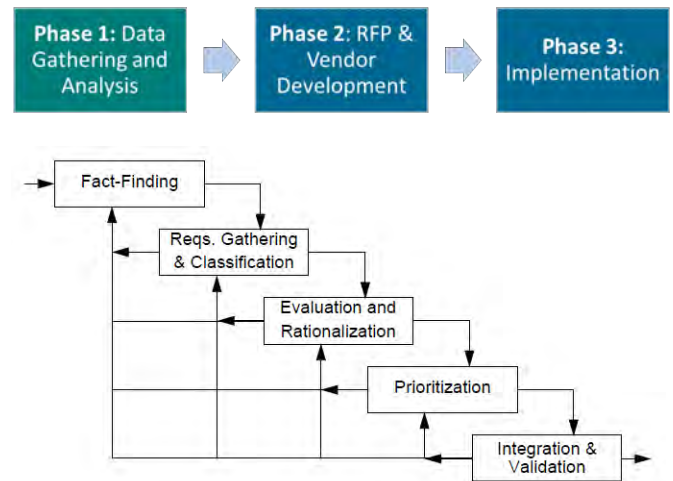 Phase 1: Data
Gathering and
Analysis
Phase 2: RFP &
Vendor
Development
Phase 3:
Implementation
Fact-Finding
Reqs. Gathering
& Classification
Evaluation and
Rationalization
Prioritization
Integration &
Validation